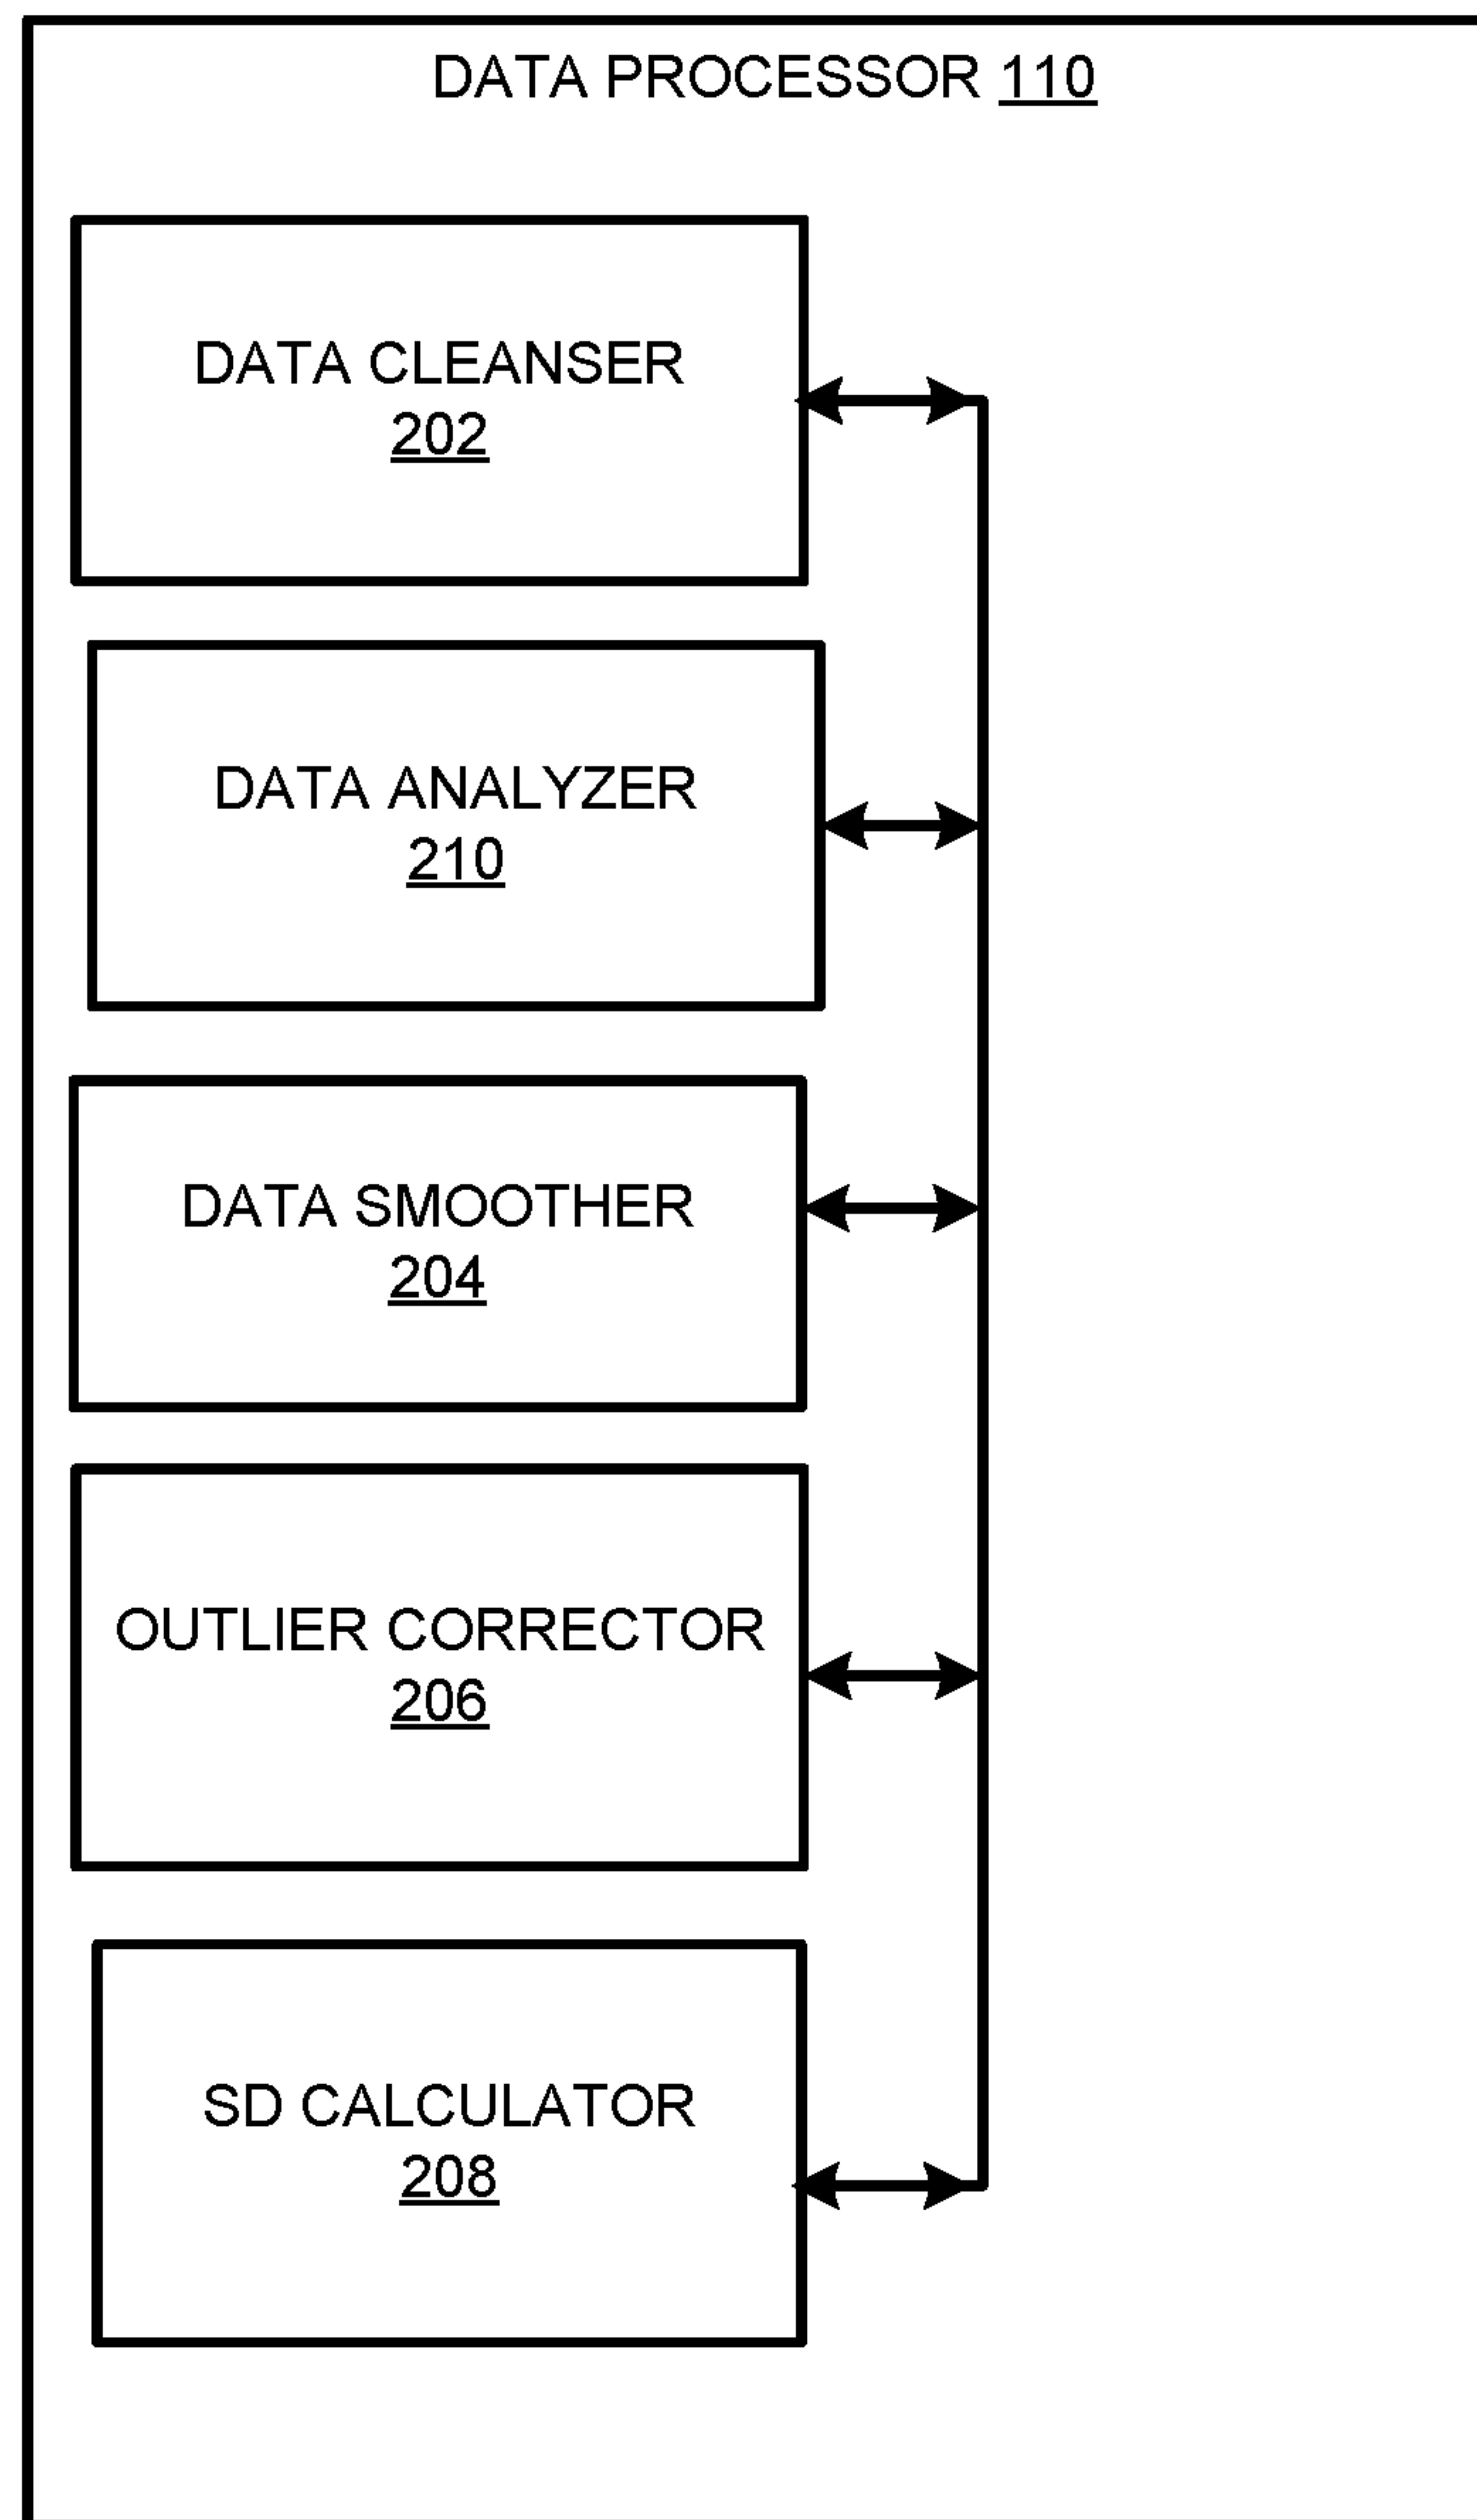 DATA PROCESSOR 110
DATA CLEANSER
202
DATA ANALYZER
210
DATA SMOOTHER
204
OUTLIER CORRECTOR
206
SD CALCULATOR
208